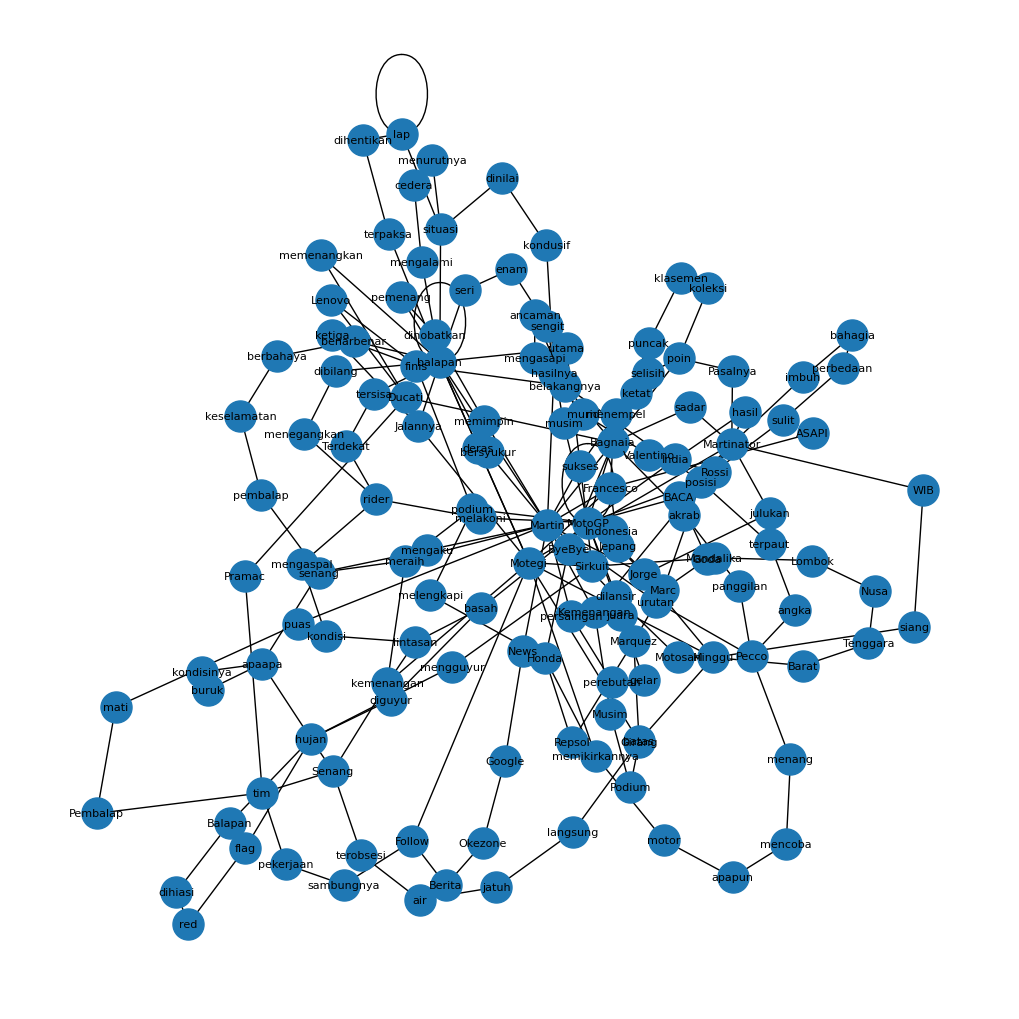 lap
dihentikan
menurutnya
cedera
dinilai
situasi
terpaksa
kondusif
memenangkan
mengalami
enam
klasemen
koleksi
seri
pemenang
Lenovo
ancaman
sengit
dinobatkan
ketiga
benarbenar
bahagia
puncak
utama
berbahaya
mengasapi
poin
balapan
finis
dibilang
hasilnya
selisih
Pasalnya
perbedaan
imbuh
belakangnya
tersisa
Ducati
ketat
keselamatan
sadar
hasil
menempel
musim
memimpin
sulit
Jalannya
menegangkan
ASAPI
Bagnaia
Martinator
Terdekat
deras
bersyukur
Valentino
India
sukses
Rossi
posisi
Francesco
WIB
pembalap
rider
BACA
podium
melakoni
akrab
julukan
Martin
MotoGP
Indonesia
terpaut
Jepang
ByeBye
mengaku
meraih
Motegi
Sirkuit
mengaspal
senang
Mandalika
Lombok
Pramac
Jorge
panggilan
Marc
Nusa
melengkapi
dilansir
urutan
basah
angka
persaingan
Kemenangan
Juara
puas
siang
kondisi
lintasan
Marquez
Tenggara
News
Honda
Motosan
Minggu
Pecco
apaapa
mengguyur
Barat
kondisinya
buruk
kemenangan
perebutan
gelar
diguyur
mati
Musim
hujan
Repsol
memikirkannya
Google
menang
Senang
Podium
tim
Pembalap
Balapan
langsung
motor
Follow
Okezone
mencoba
flag
terobsesi
pekerjaan
apapun
sambungnya
Berita
jatuh
dihiasi
air
red